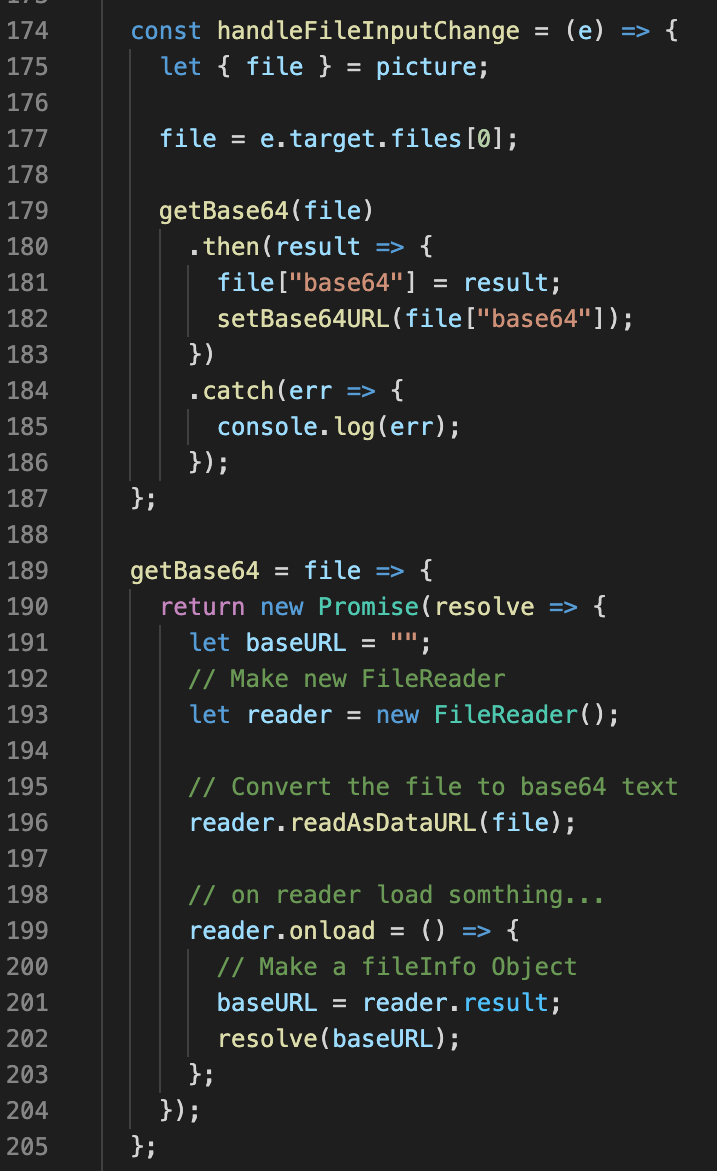 174 const handleFileInputChange = (e) => {
175 let { file } = picture;
176
177 file = e.target.files[0];
178
179 getBase64(file)
180 .then(result => {
181 file["base64"] = result;
182 setBase64URL(file["base64"]);
183 })
184 .catch(err => {
185 console.log(err);
186 });
187 };
188
189 getBase64 = file => {
190 return new Promise(resolve => {
191 let baseURL = "";
192 // Make new FileReader
193 let reader = new FileReader();
194
195 // Convert the file to base64 text
196 reader.readAsDataURL(file);
197
198 // on reader load somthing...
199 reader.onload = () => {
200 // Make a fileInfo Object
201 baseURL = reader.result;
202 resolve(baseURL);
203 };
204 });
205 };